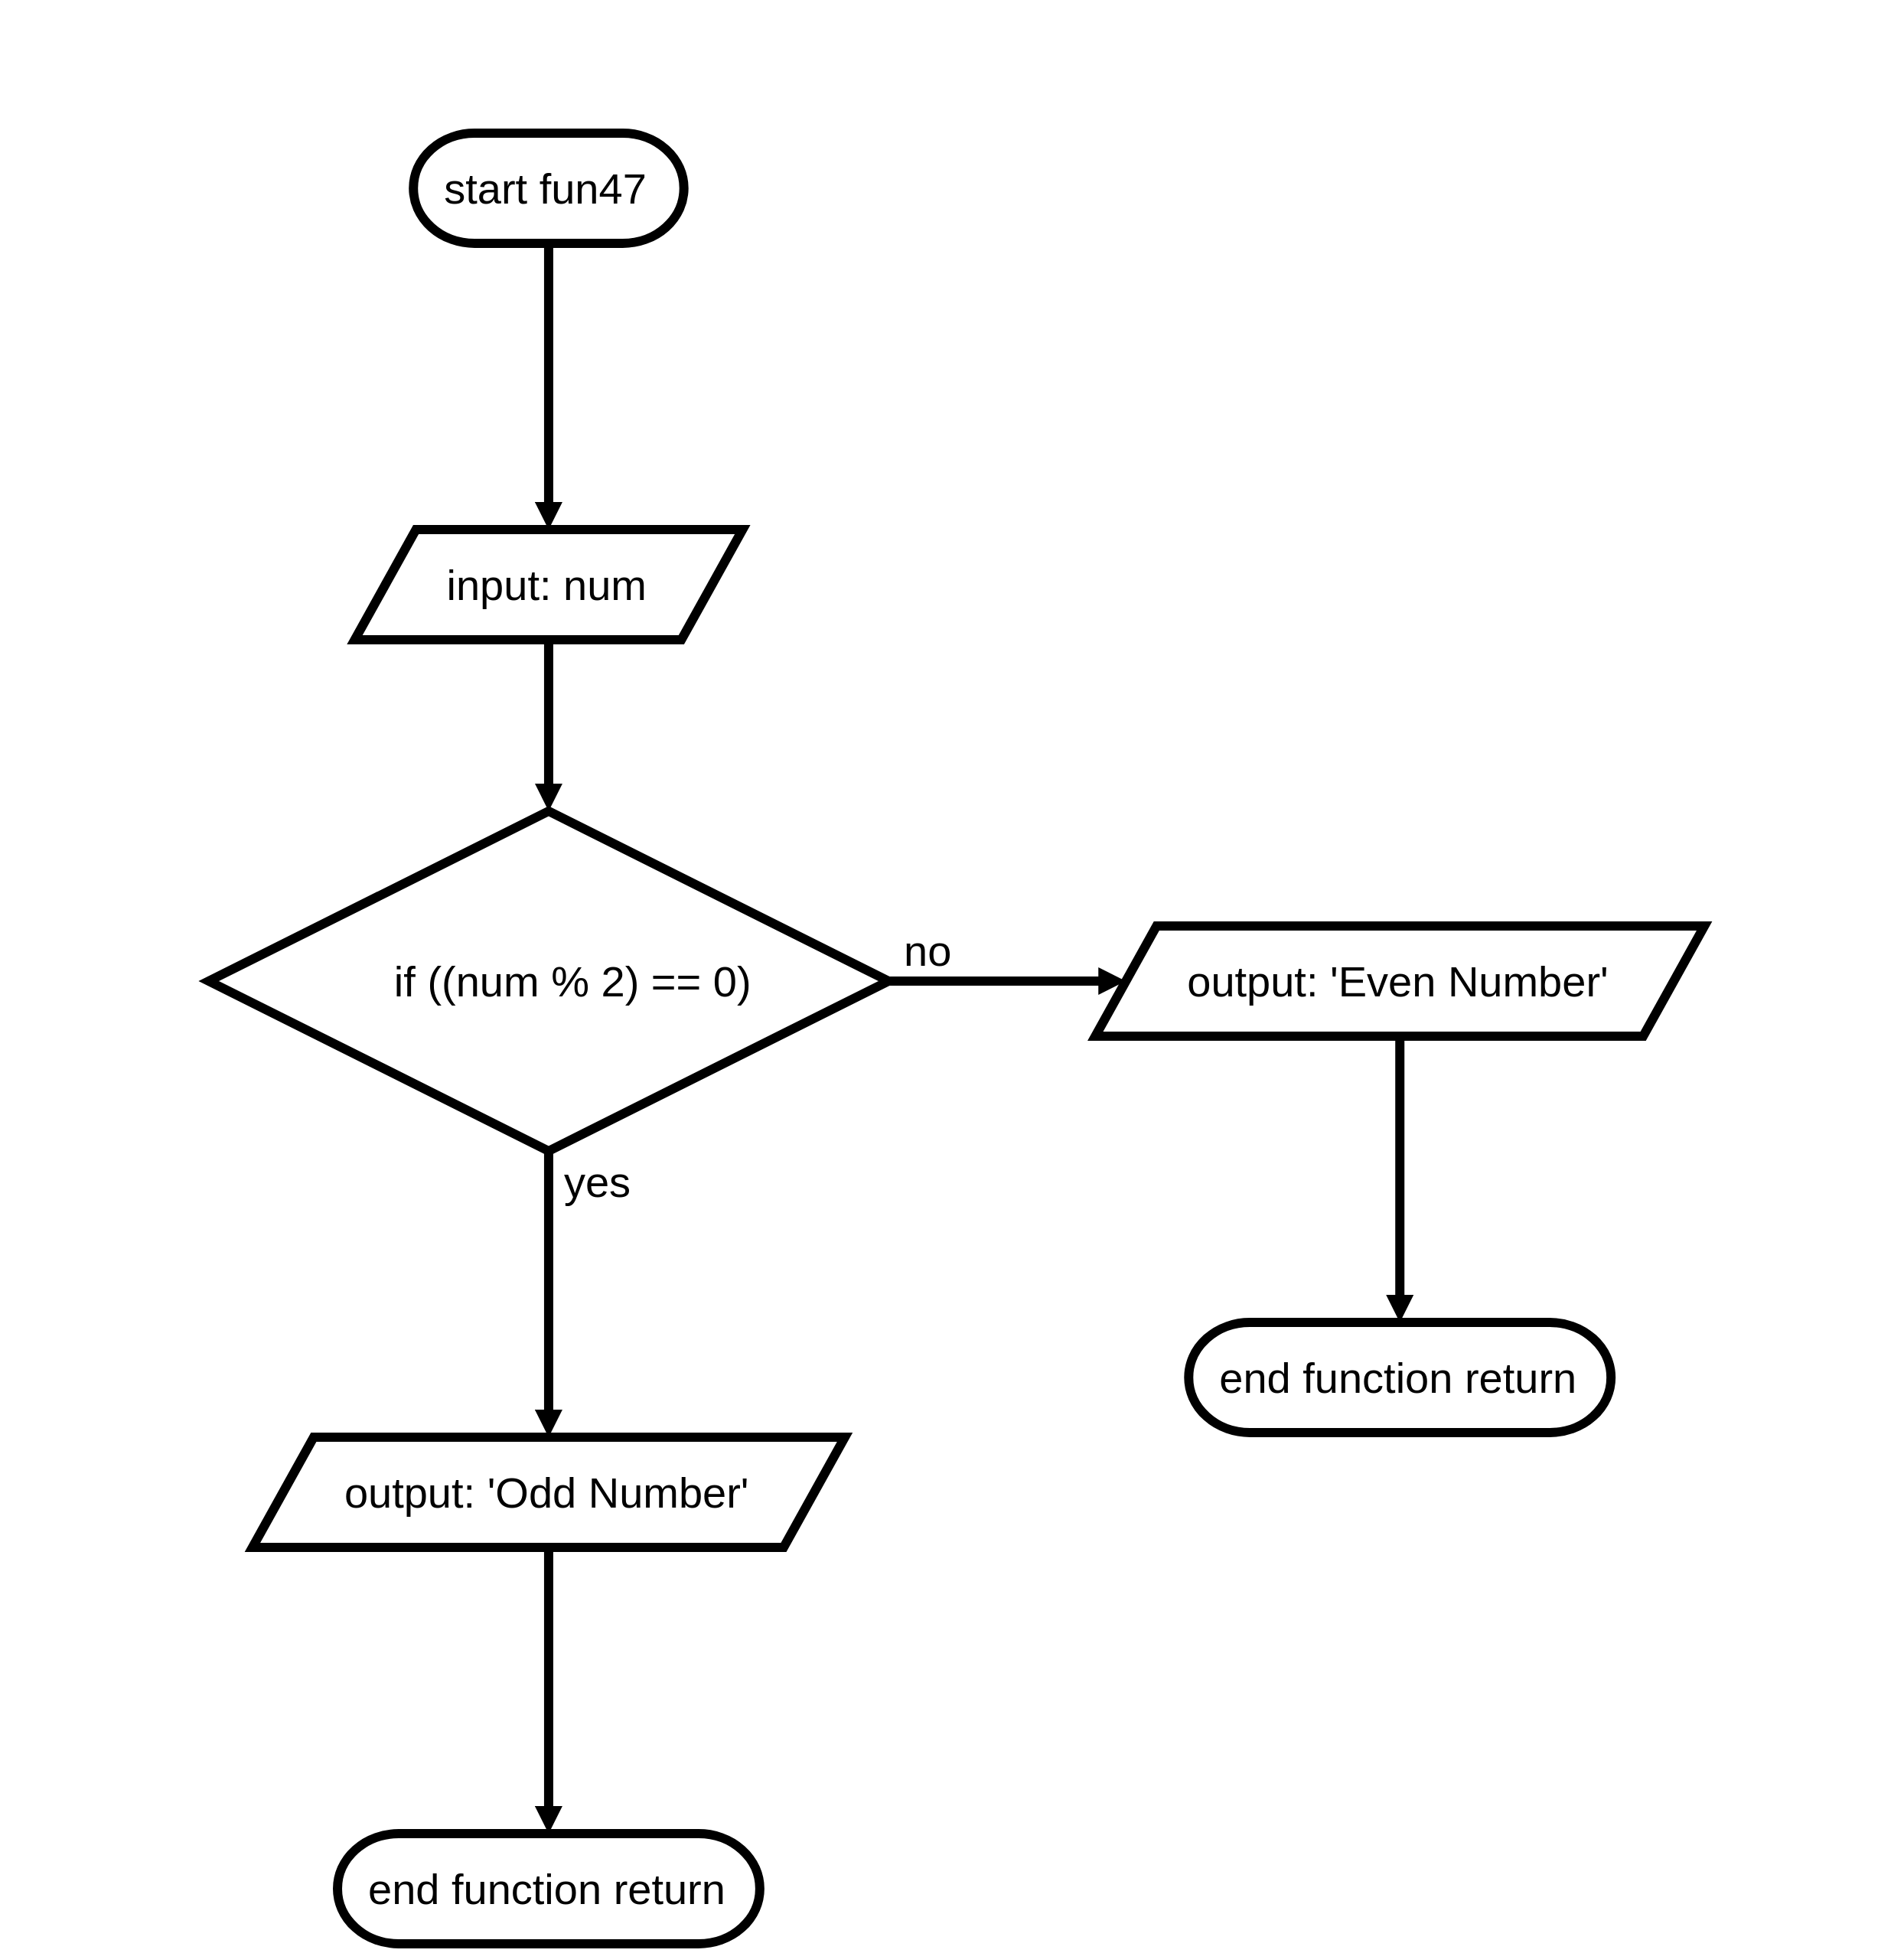 start fun47
input: num
if ((num % 2) == 0)
no
output: 'Even Number'
yes
end function return
output: 'Odd Number'
end function return